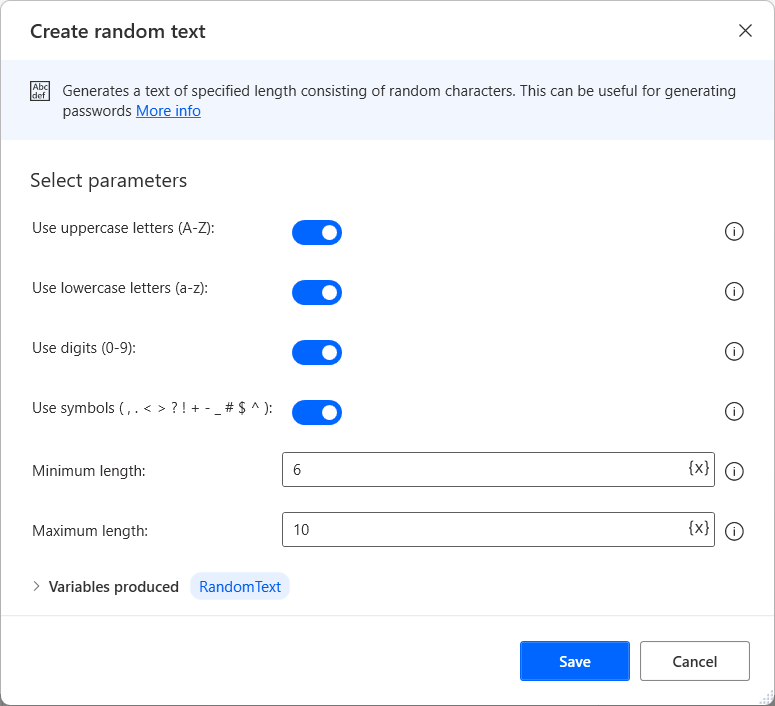 Create random text
Abc
def
Generates a text of specified length consisting of random characters. This can be useful for generating
passwords More info
Select parameters
Use uppercase letters (A-Z):
Use lowercase letters (a-z):
Use digits (0-9):
Use symbols ( , . < > ? ! + - _ # $ ^ ):
Minimum length: 6 {x}
Maximum length: 10 {x}
Variables produced RandomText
Save Cancel